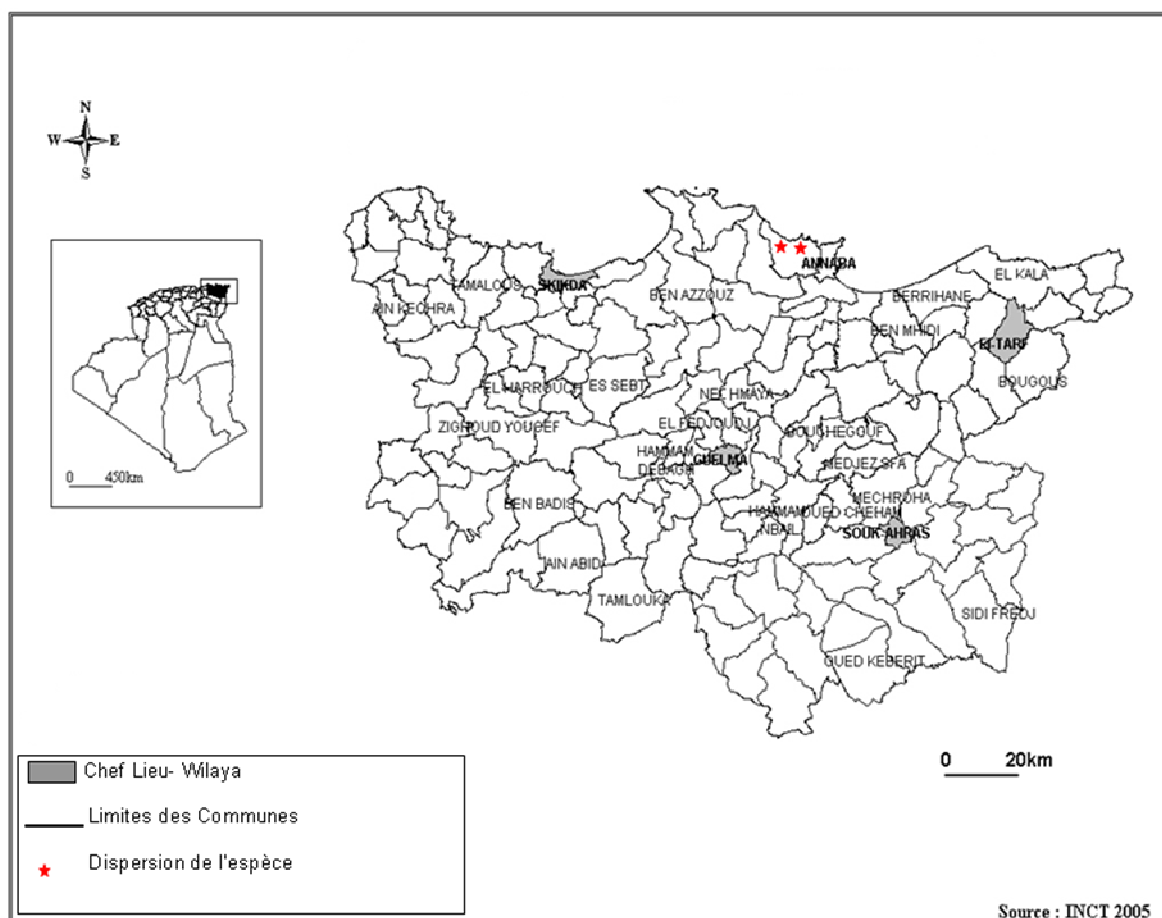 N
W E
S
0 450km
ANNABA
EL KALA
TAMALOUS
SKIKDA
BEN AZZOUZ
BERRIHANE
AIN KECHRA
BEN MHIDI
El TARF
BOUGOUS
EL HARROUCH
ES SEBT
NECHMAYA
ZIGHOUD YOUCEF
EL FEDJOUDJ
BOUCHEGOUF
HAMMAM
DEBAGH
GUELMA
MEDJEZ SFA
BEN BADIS
MECHROHA
HAMMAM
NBAIL
OUED CHEHAM
SOUK AHRAS
AIN ABID
TAMLOUKA
SIDI FREDJ
OUED KEBERIT
0 20km
Chef Lieu- Wilaya
Limites des Communes
Dispersion de l'espèce
Source : INCT 2005